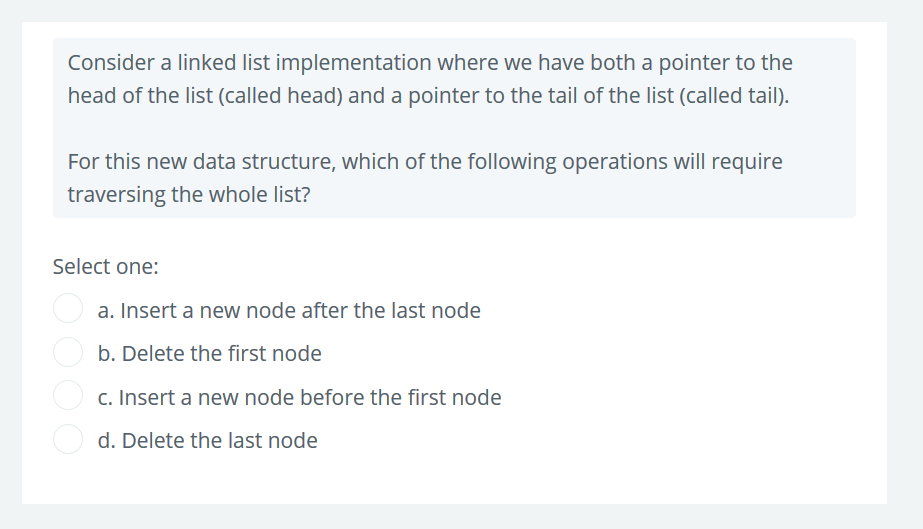 Consider a linked list implementation where we have both a pointer to the
head of the list (called head) and a pointer to the tail of the list (called tail).
For this new data structure, which of the following operations will require
traversing the whole list?
Select one:
a. Insert a new node after the last node
b. Delete the first node
c. Insert a new node before the first node
d. Delete the last node